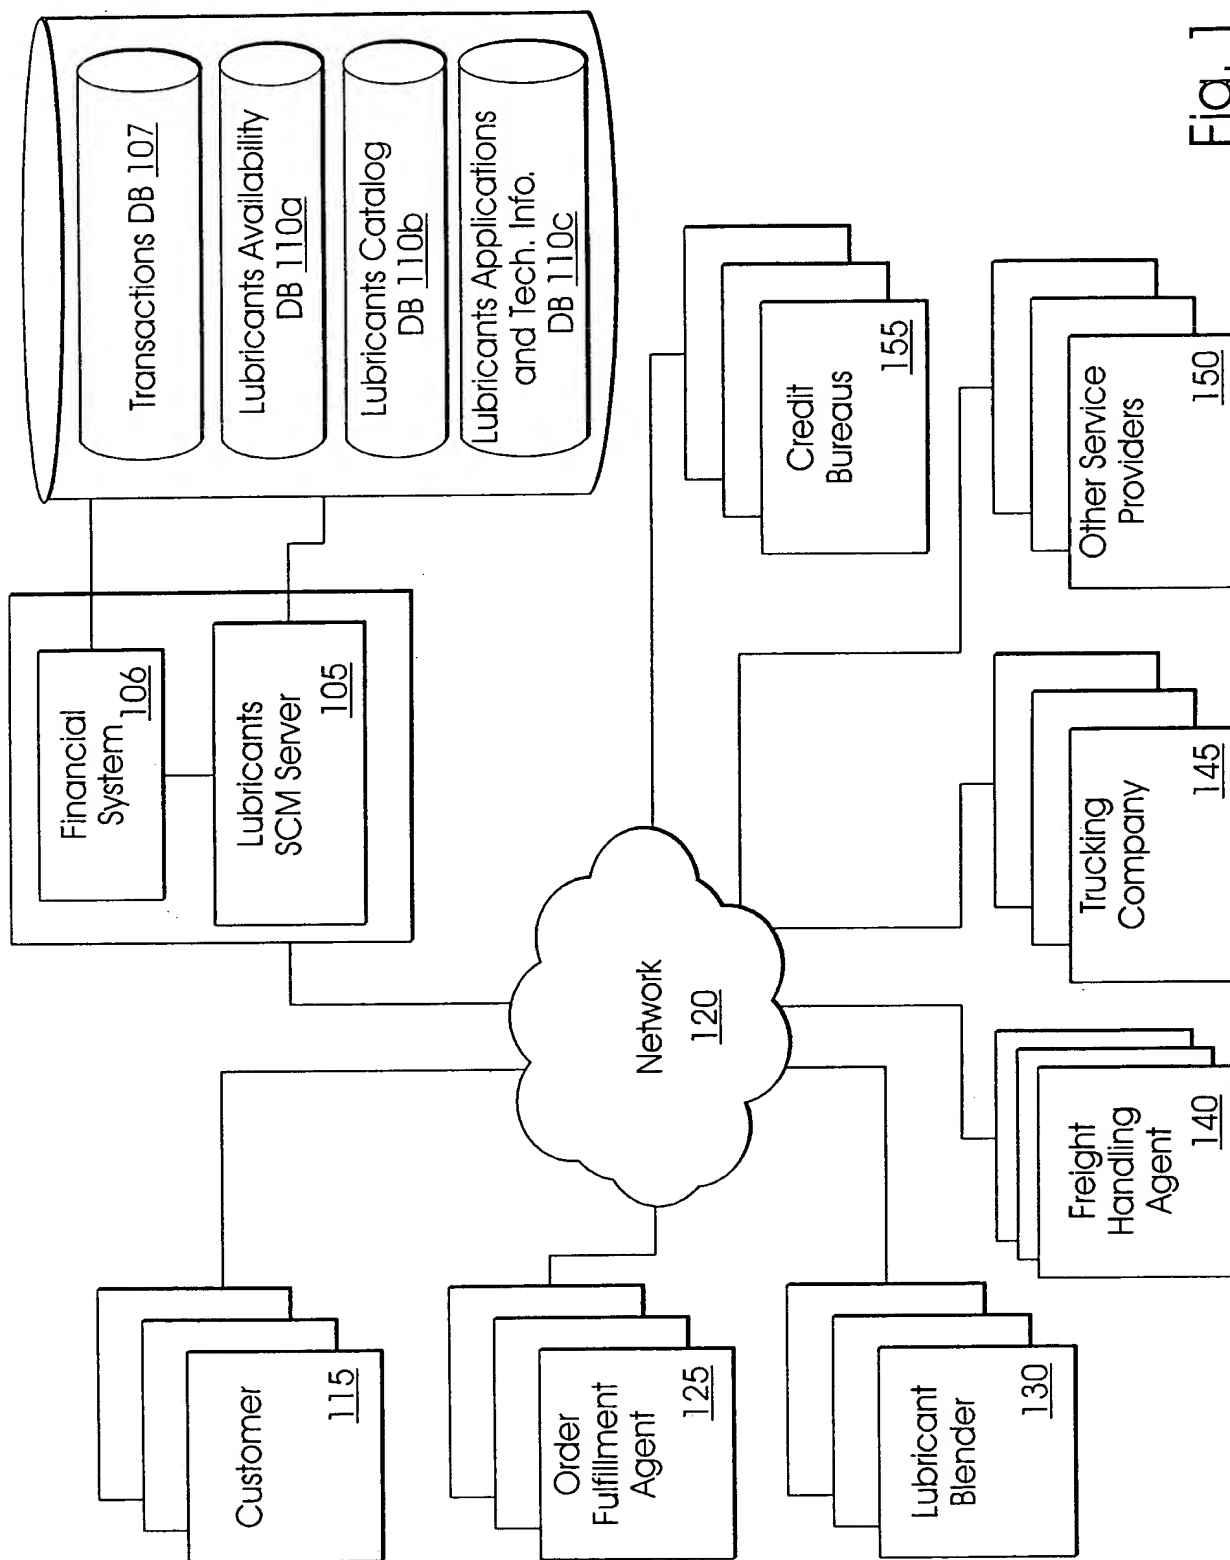 Financial
System
106
Lubricants
SCM Server
105
Transactions DB 107
Lubricants Availability
DB 110a
Lubricants Catalog
DB 110b
Lubricants Applications
and Tech. Info.
DB 110c
Customer
115
Order
Fulfillment
Agent
125
Lubricant
Blender
130
Network
120
Freight
Handling
Agent
140
Trucking
Company
145
Other Service
Providers
150
Credit
Bureaus
155
Fig. 1